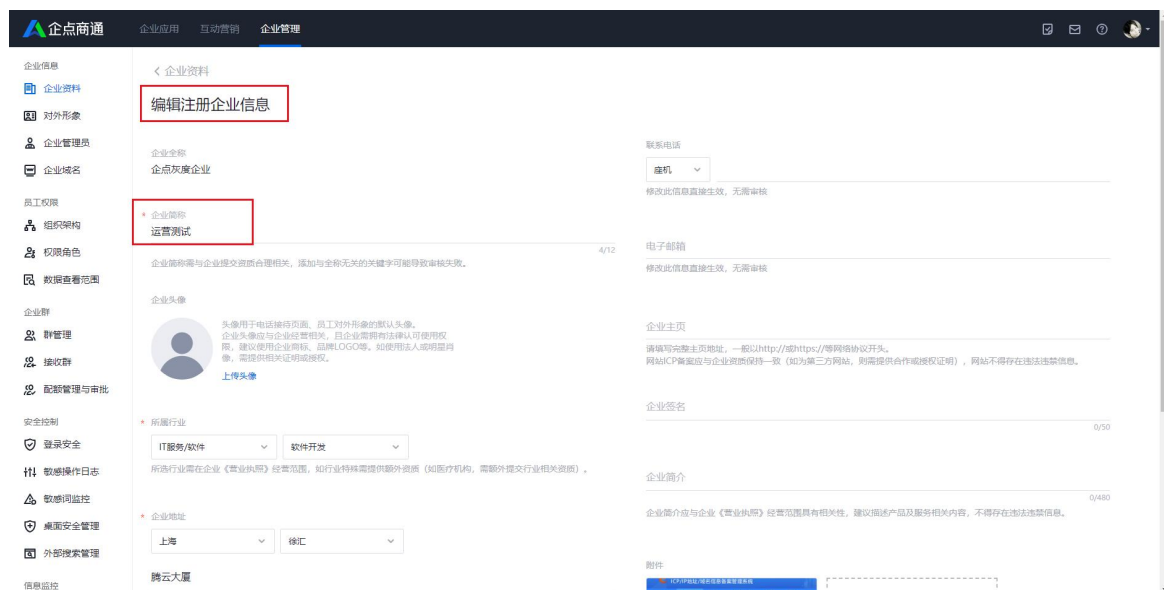 企点商通
企业应用
互动营销
企业管理
企业信息
企业资料
对外形象
企业管理员
企业域名
员工权限
组织架构
权限角色
数据查看范围
企业群
群管理
接收群
配额管理与审批
安全控制
登录安全
敏感操作日志
敏感词监控
桌面安全管理
外部搜索管理
信息监控
< 企业资料
编辑注册企业信息
企业全称
企点灰度企业
* 企业简称
运营测试
4/12
企业简称需与企业提交资质合理相关，添加与全称无关的关键字可能导致审核失败。
企业头像
头像用于电话接待页面、员工对外形象的默认头像。
企业头像应与企业经营相关，且企业需拥有法律认可使用权
限，建议使用企业商标、品牌LOGO等。如使用法人或明星肖
像，需提供相关证明或授权。
上传头像
* 所属行业
IT服务/软件
软件开发
所选行业需在企业《营业执照》经营范围，如行业特殊需提供额外资质（如医疗机构，需额外提交行业相关资质）。
* 企业地址
上海
徐汇
腾云大厦
联系电话
座机
修改此信息直接生效，无需审核
电子邮箱
修改此信息直接生效，无需审核
企业主页
请填写完整主页地址，一般以http://或https://等网络协议开头。
网站ICP备案应与企业资质保持一致（如为第三方网站，则需提供合作或授权证明），网站不得存在违法违禁信息。
企业签名
0/50
企业简介
0/480
企业简介应与企业《营业执照》经营范围具有相关性，建议描述产品及服务相关内容，不得存在违法违禁信息。
附件
ICP/IP地址/域名信息备案管理系统